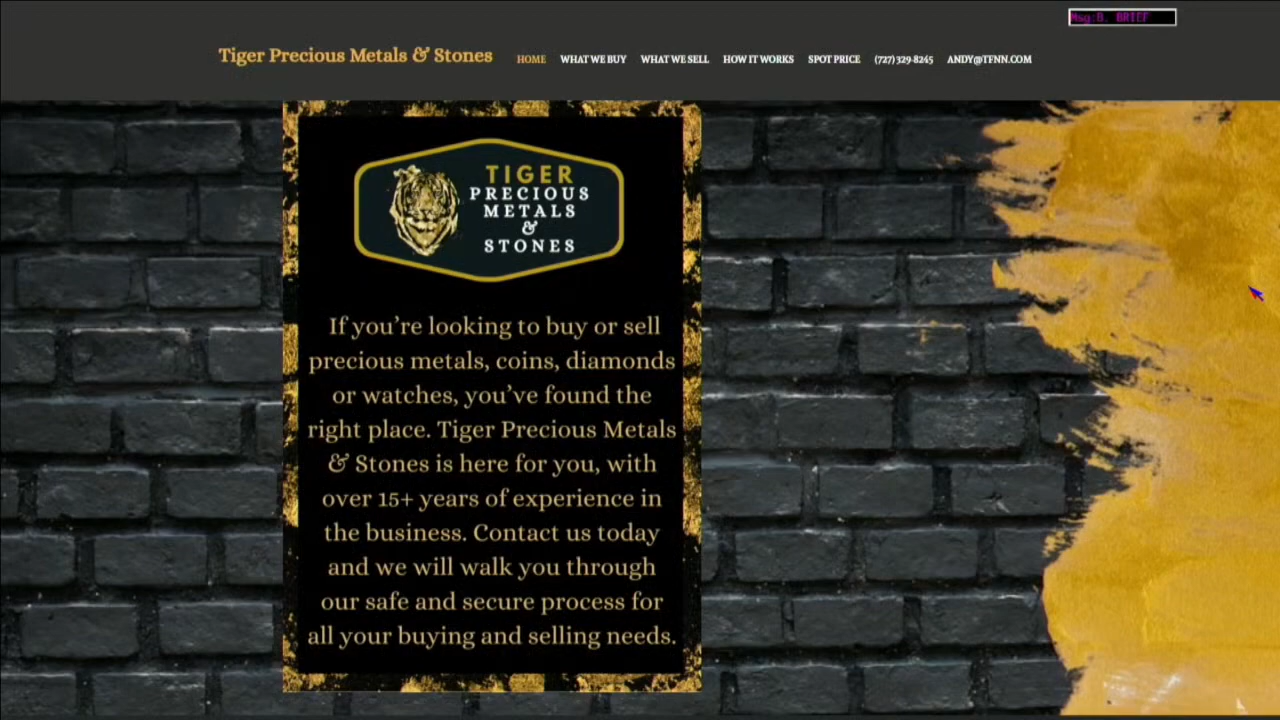 Msg:B. BRIEF
Tiger Precious Metals & Stones
HOME WHAT WE BUY WHAT WE SELL HOW IT WORKS SPOT PRICE (727) 329-8245 ANDY@TFNN.COM
TIGER
PRECIOUS
METALS
&
STONES
If you're looking to buy or sell
precious metals, coins, diamonds
or watches, you've found the
right place. Tiger Precious Metals
& Stones is here for you, with
over 15+ years of experience in
the business. Contact us today
and we will walk you through
our safe and secure process for
all your buying and selling needs.